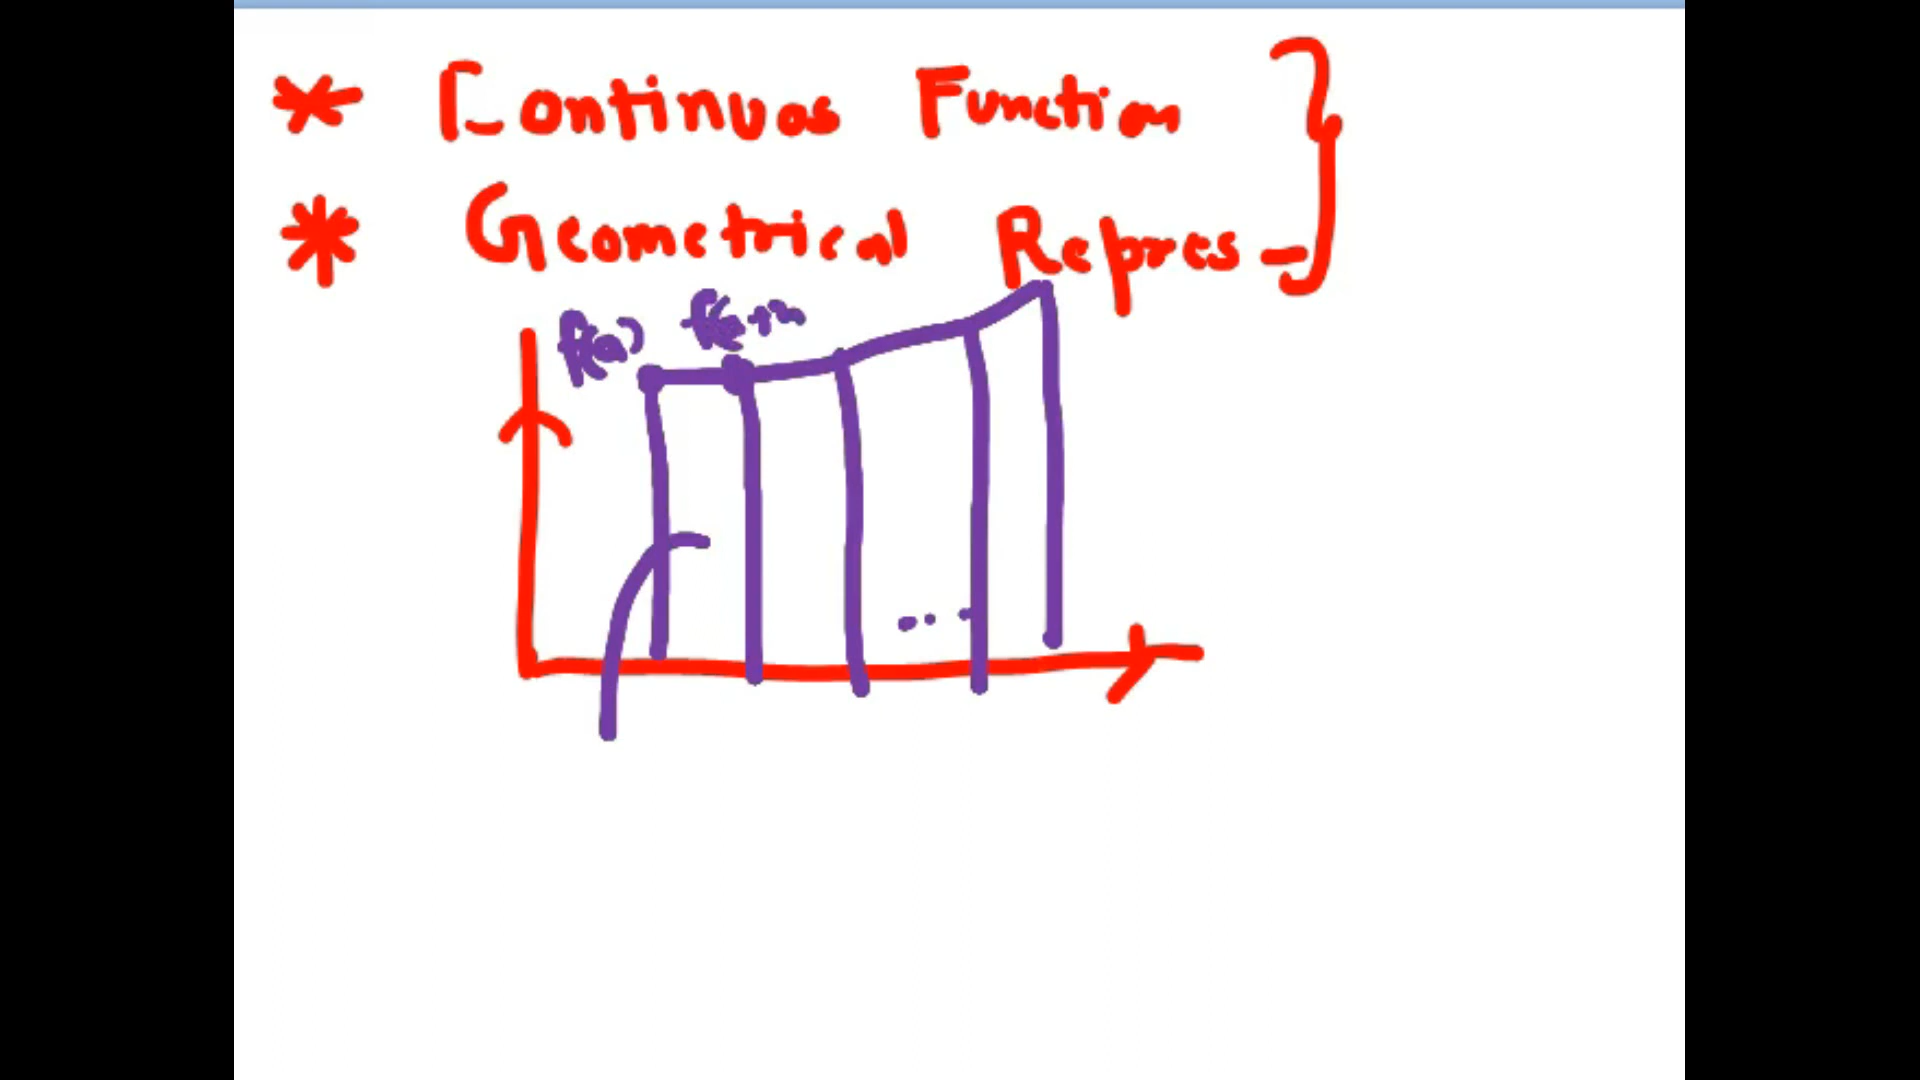 * Continuos Function
* Geometrical Repres -
f(a) f(a+h
...